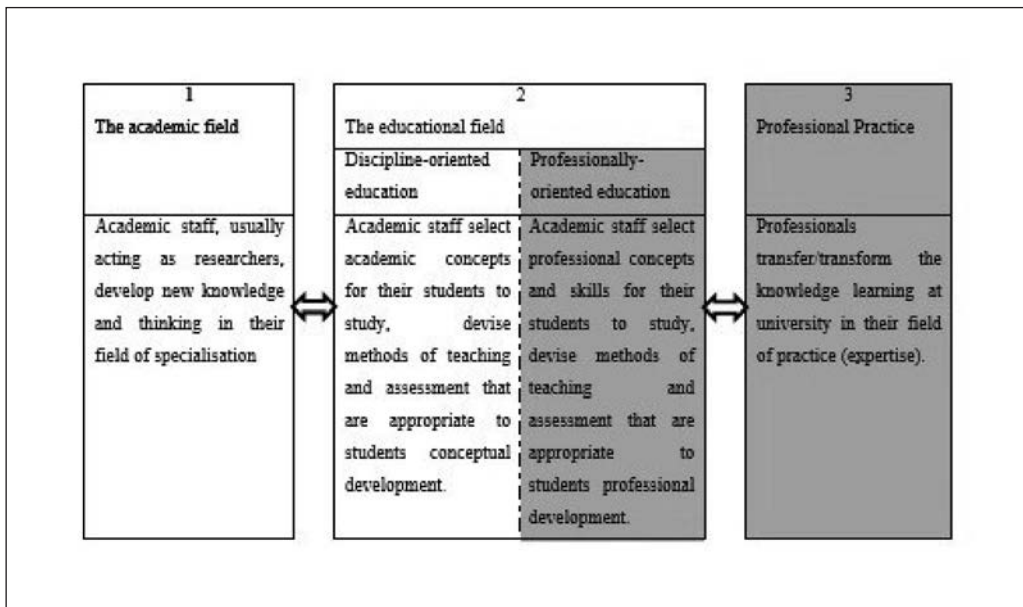 1
The academic field
Academic staff, usually
acting as researchers,
develop new knowledge
and thinking in their
field of specialisation
2
The educational field
Discipline-oriented
education
Academic staff select
academic concepts
for their students to
study, devise
methods of teaching
and assessment that
are appropriate to
students conceptual
development.
Professionally-
oriented education
Academic staff select
professional concepts
and skills for their
students to study,
devise methods of
teaching and
assessment that are
appropriate to
students professional
development.
3
Professional Practice
Professionals
transfer/transform the
knowledge learning at
university in their field
of practice (expertise).